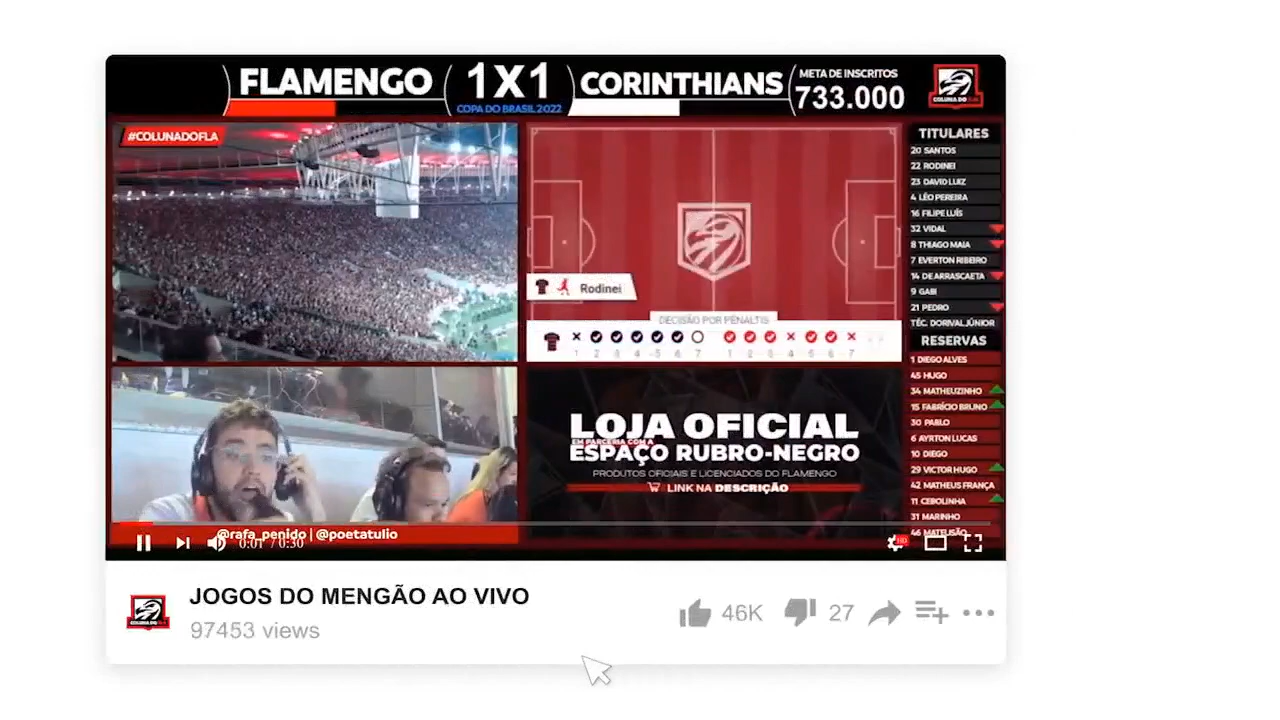 FLAMENGO
1X1
COPA DO BRASIL 2022
CORINTHIANS
META DE INSCRITOS
733.000
COLUNA DO FLA
#COLUNADOFLA
Rodinei
DECISÃO POR PENALTIS
1 2 3 4 5 6 7 1 2 3 4 5 6 7
LOJA OFICIAL
EM PARCERIA COM A
ESPAÇO RUBRO-NEGRO
PRODUTOS OFICIAIS E LICENCIADOS DO FLAMENGO
LINK NA DESCRIÇÃO
TITULARES
20 SANTOS
22 RODINEI
23 DAVID LUIZ
4 LÉO PEREIRA
16 FILIPE LUÍS
32 VIDAL
8 THIAGO MAIA
7 EVERTON RIBEIRO
14 DE ARRASCAETA
9 GABI
21 PEDRO
TÉC. DORIVAL JÚNIOR
RESERVAS
1 DIEGO ALVES
45 HUGO
34 MATHEUZINHO
15 FABRÍCIO BRUNO
30 PABLO
6 AYRTON LUCAS
10 DIEGO
29 VICTOR HUGO
42 MATHEUS FRANÇA
11 CEBOLINHA
31 MARINHO
46 MATEUSÃO
@rafa_penido | @poetatulio
0:01 / 0:30
HD
JOGOS DO MENGÃO AO VIVO
97453 views
46K
27
COLUNA DO FLA